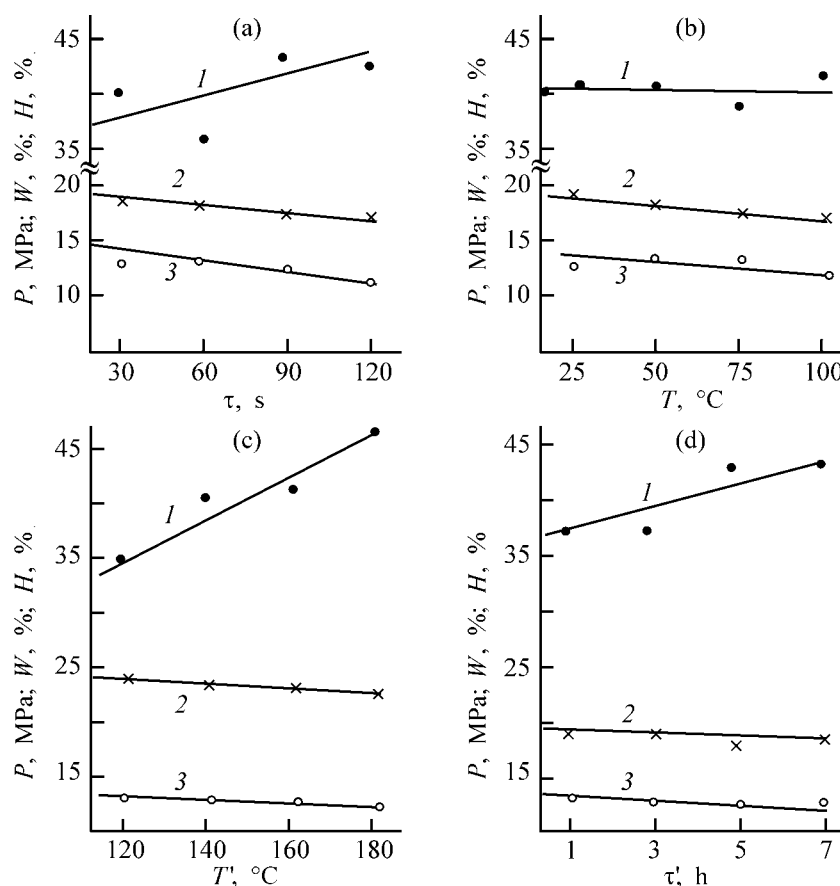 (a)
P, MPa; W, %; H, %
45
35
20
15
10
1
2
3
30 60 90 120
τ, s
(b)
P, MPa; W, %; H, %
45
35
20
15
10
1
2
3
25 50 75 100
T, °C
(c)
P, MPa; W, %; H, %
45
35
25
13
1
2
3
120 140 160 180
T', °C
(d)
P, MPa; W, %; H, %
45
35
25
13
1
2
3
1 3 5 7
τ', h